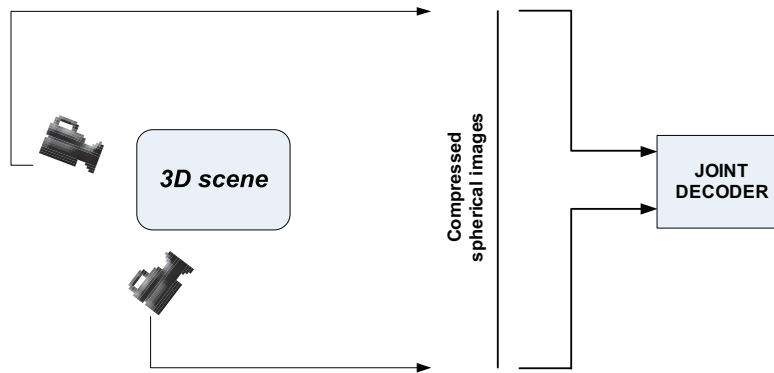 3D scene
Compressed
spherical images
JOINT
DECODER